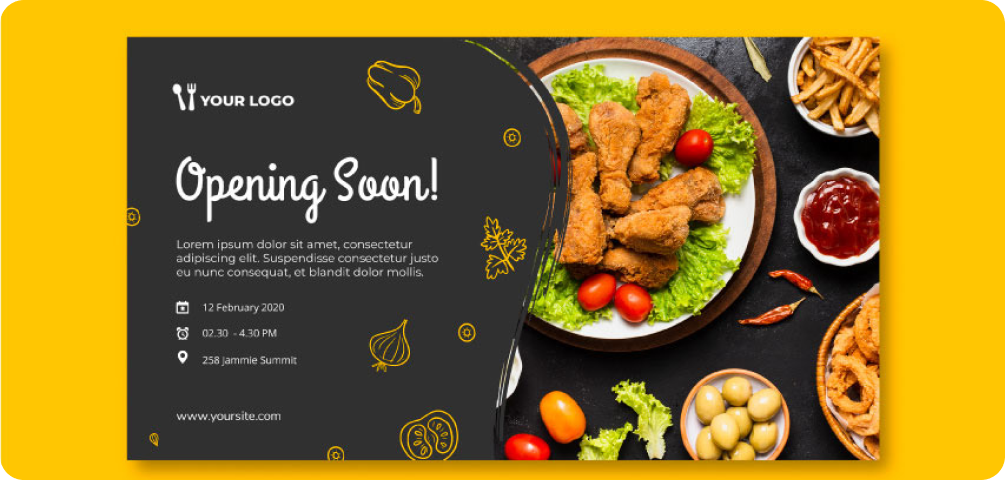 YOUR LOGO
Opening Soon!
Lorem ipsum dolor sit amet, consectetur
adipiscing elit. Suspendisse consectetur justo
eu nunc consequat, et blandit dolor mollis.
12 February 2020
02.30 - 4.30 PM
258 Jammie Summit
www.yoursite.com